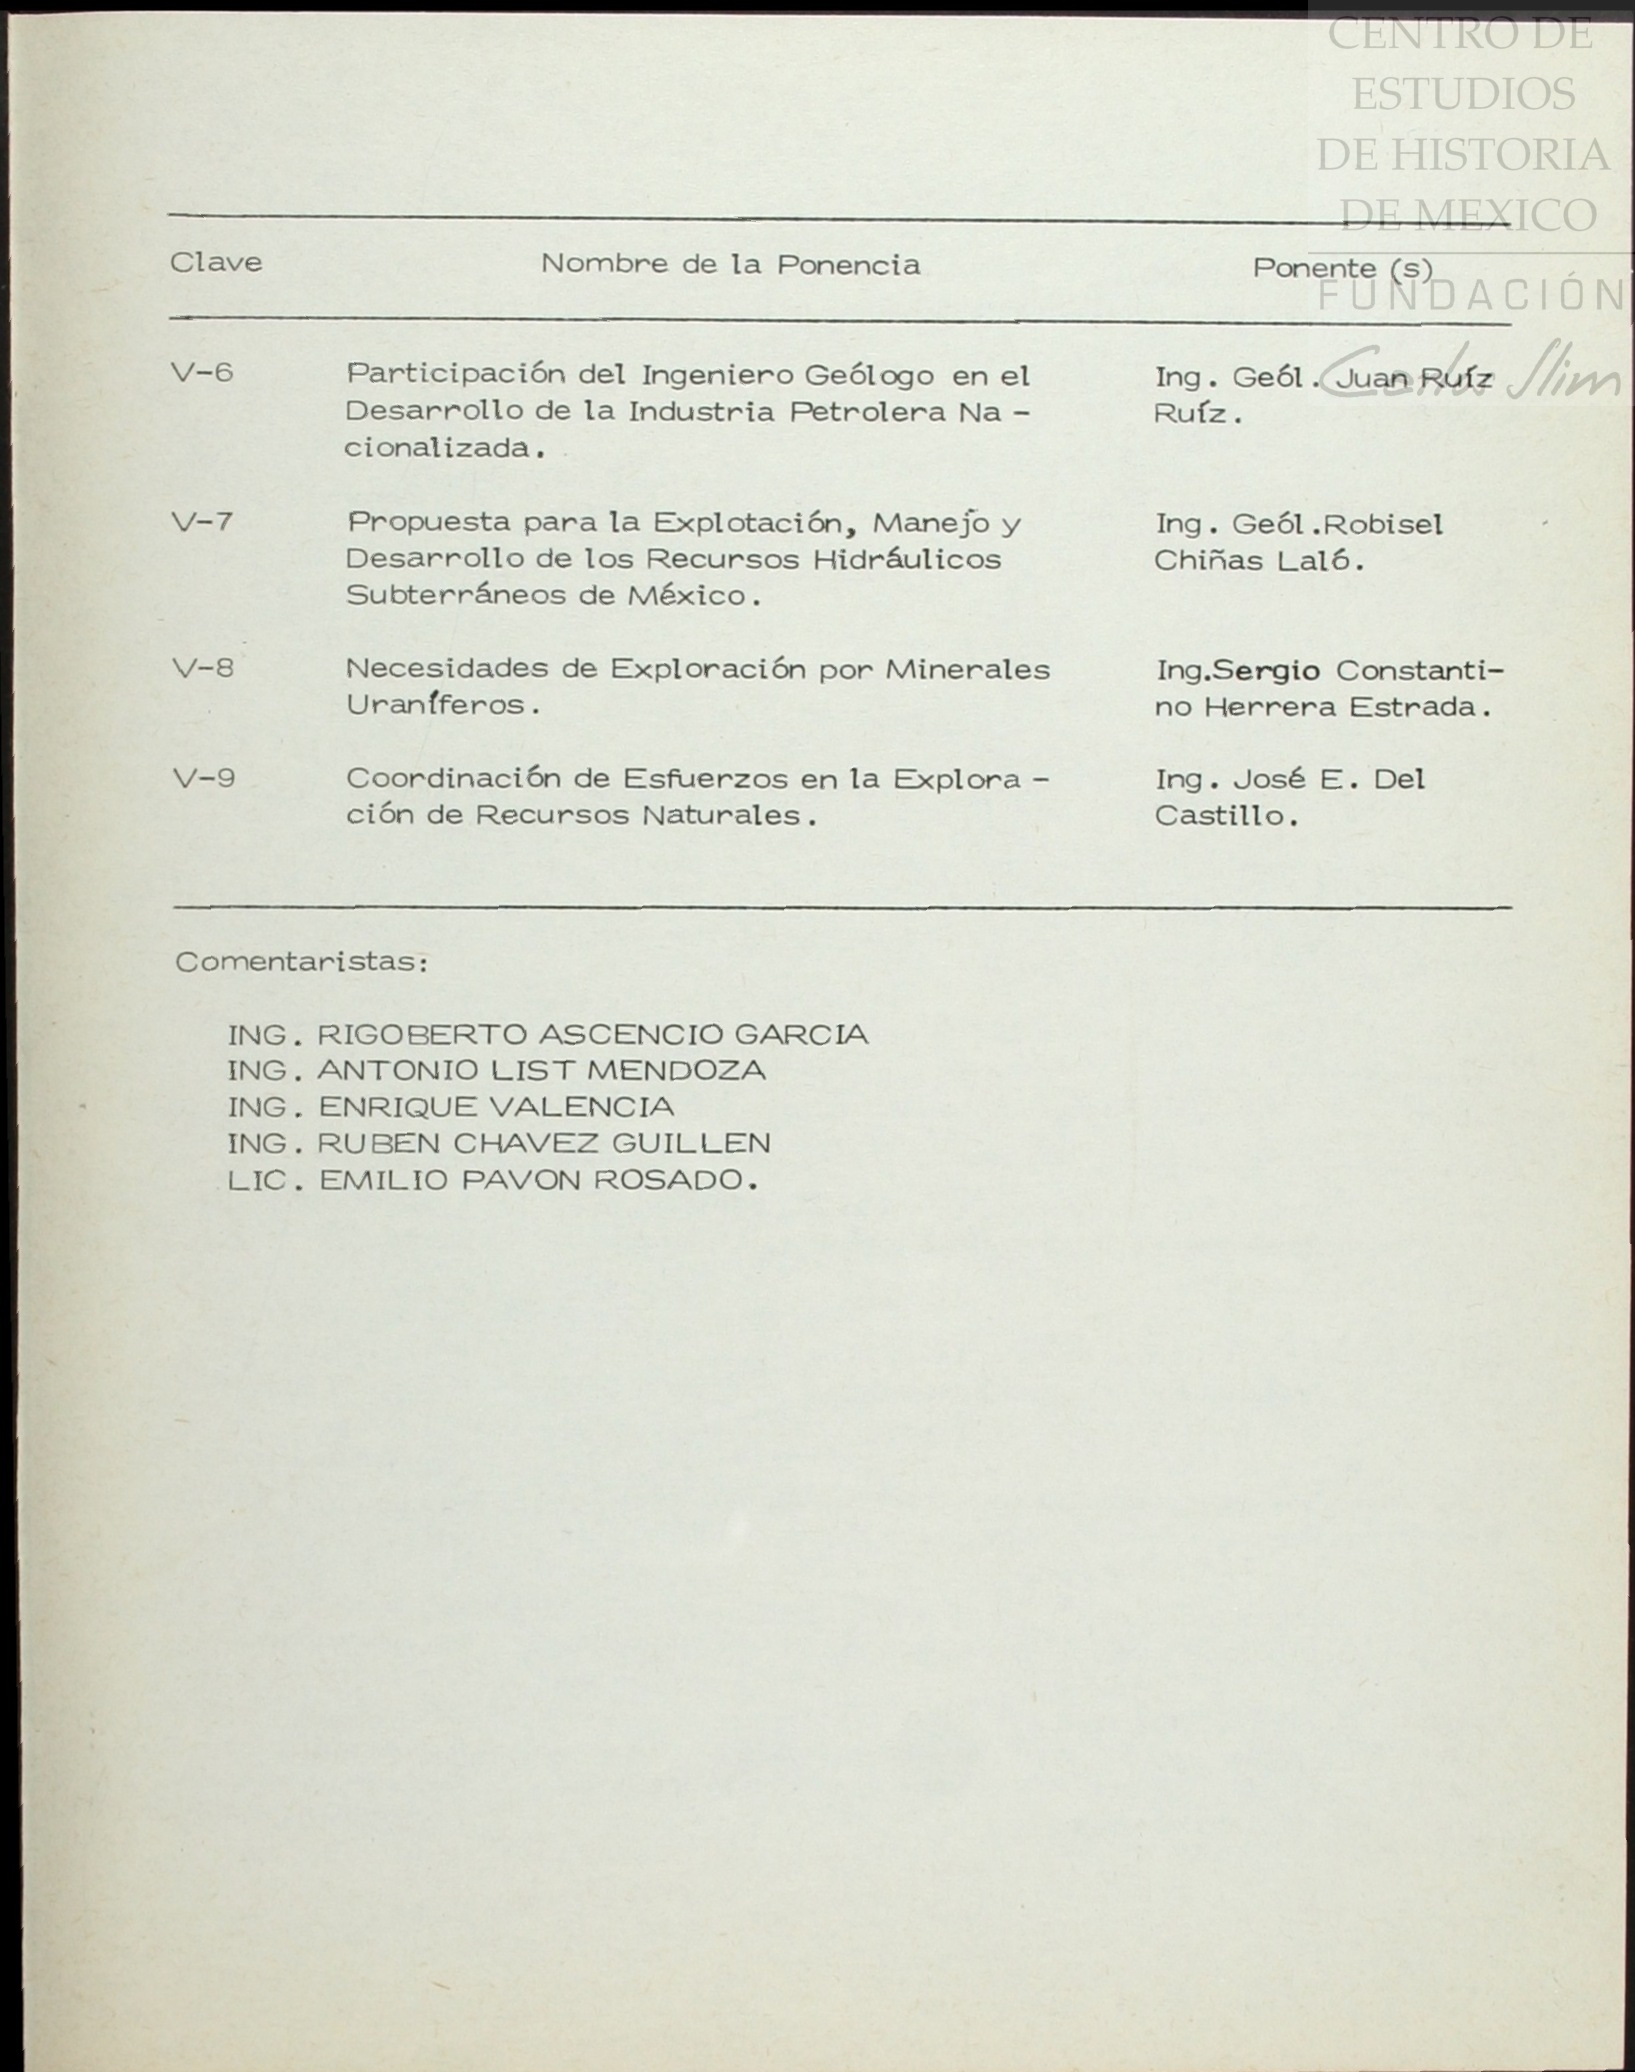 CENTRO DE
ESTUDIOS
DE HISTORIA
DE MEXICO
FUNDACIÓN
Carlos Slim
Clave Nombre de la Ponencia Ponente (s)
V-6 Participación del Ingeniero Geólogo en el Ing. Geól. Juan Ruíz
Desarrollo de la Industria Petrolera Na - Ruíz.
cionalizada.
V-7 Propuesta para la Explotación, Manejo y Ing. Geól.Robisel
Desarrollo de los Recursos Hidráulicos Chiñas Laló.
Subterráneos de México.
V-8 Necesidades de Exploración por Minerales Ing.Sergio Constanti-
Uraníferos. no Herrera Estrada.
V-9 Coordinación de Esfuerzos en la Explora - Ing. José E. Del
ción de Recursos Naturales. Castillo.
Comentaristas:
ING. RIGOBERTO ASCENCIO GARCIA
ING. ANTONIO LIST MENDOZA
ING. ENRIQUE VALENCIA
ING. RUBEN CHAVEZ GUILLEN
LIC. EMILIO PAVON ROSADO.